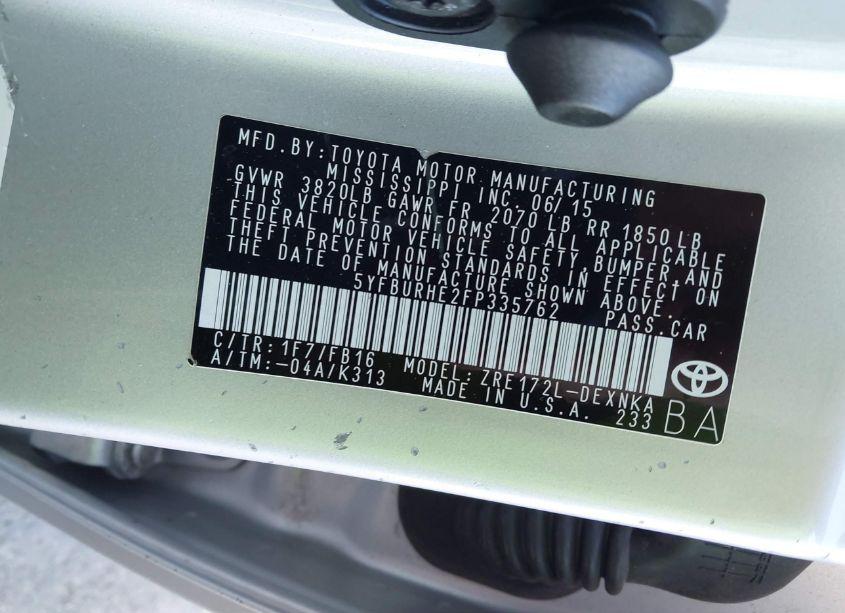 MFD.BY:TOYOTA MOTOR MANUFACTURING
MISSISSIPPI INC. 06/15
GVWR 3820LB GAWR FR 2070 LB RR 1850 LB
THIS VEHICLE CONFORMS TO ALL APPLICABLE
FEDERAL MOTOR VEHICLE SAFETY,BUMPER AND
THEFT PREVENTION STANDARDS IN EFFECT ON
THE DATE OF MANUFACTURE SHOWN ABOVE.
5YFBURHE2FP335762 PASS.CAR
C/TR:1F7/FB16 MODEL:ZRE172L-DEXNKA
A/TM:-04A/K313 MADE IN U.S.A. 233
BA